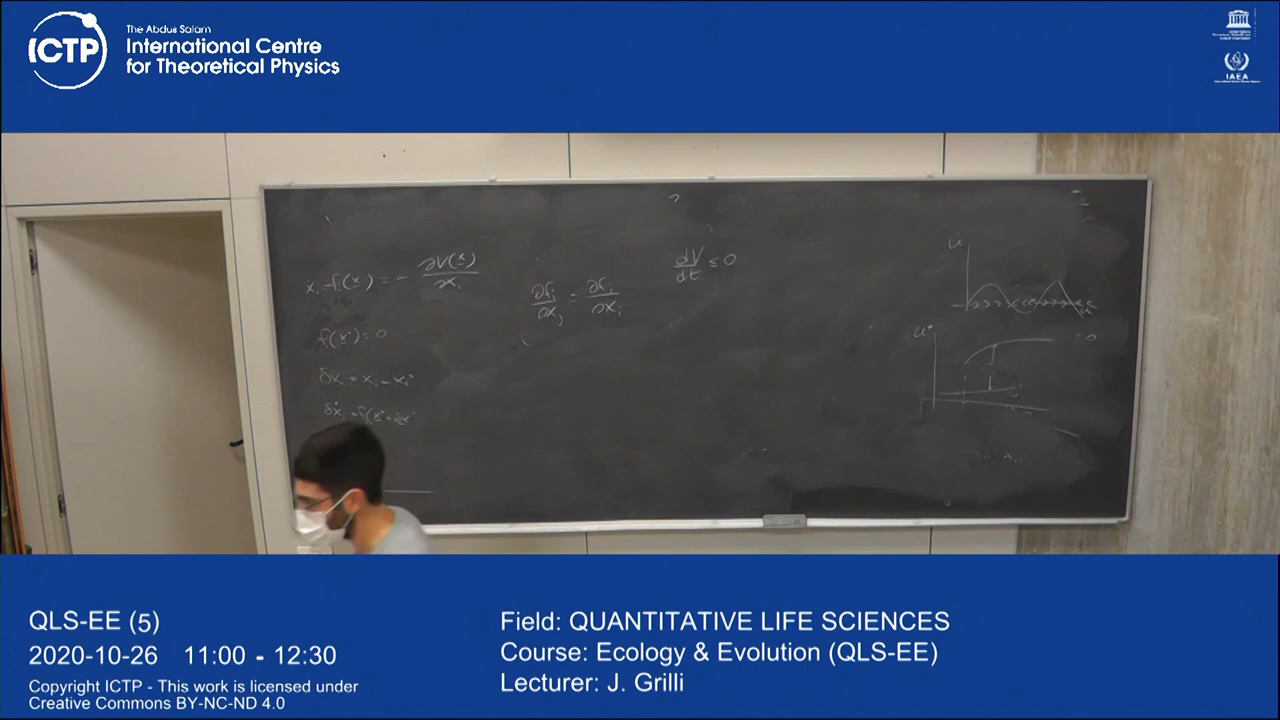 The Abdus Salam
ICTP
International Centre
for Theoretical Physics
IAEA
ẋᵢ = fᵢ(x) = - ∂V(x) / ∂xᵢ
∂fᵢ / ∂xⱼ = ∂fⱼ / ∂xᵢ
dV / dt ≤ 0
fᵢ(x*) = 0
δxᵢ = xᵢ - xᵢ*
QLS-EE (5)
2020-10-26 11:00 - 12:30
Copyright ICTP - This work is licensed under
Creative Commons BY-NC-ND 4.0
Field: QUANTITATIVE LIFE SCIENCES
Course: Ecology & Evolution (QLS-EE)
Lecturer: J. Grilli